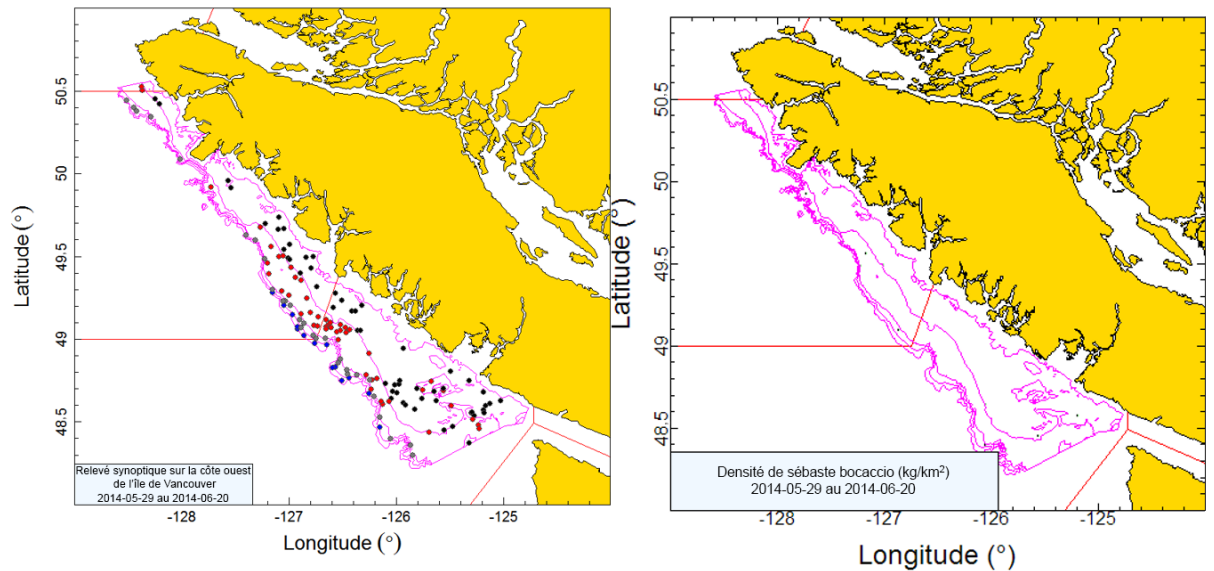 50.5
50
49.5
49
48.5
Latitude (°)
Relevé synoptique sur la côte ouest
de l'île de Vancouver
2014-05-29 au 2014-06-20
-128
-127
-126
-125
Longitude (°)
50.5
50
49.5
49
48.5
Latitude (°)
Densité de sébaste bocaccio (kg/km²)
2014-05-29 au 2014-06-20
-128
-127
-126
-125
Longitude (°)